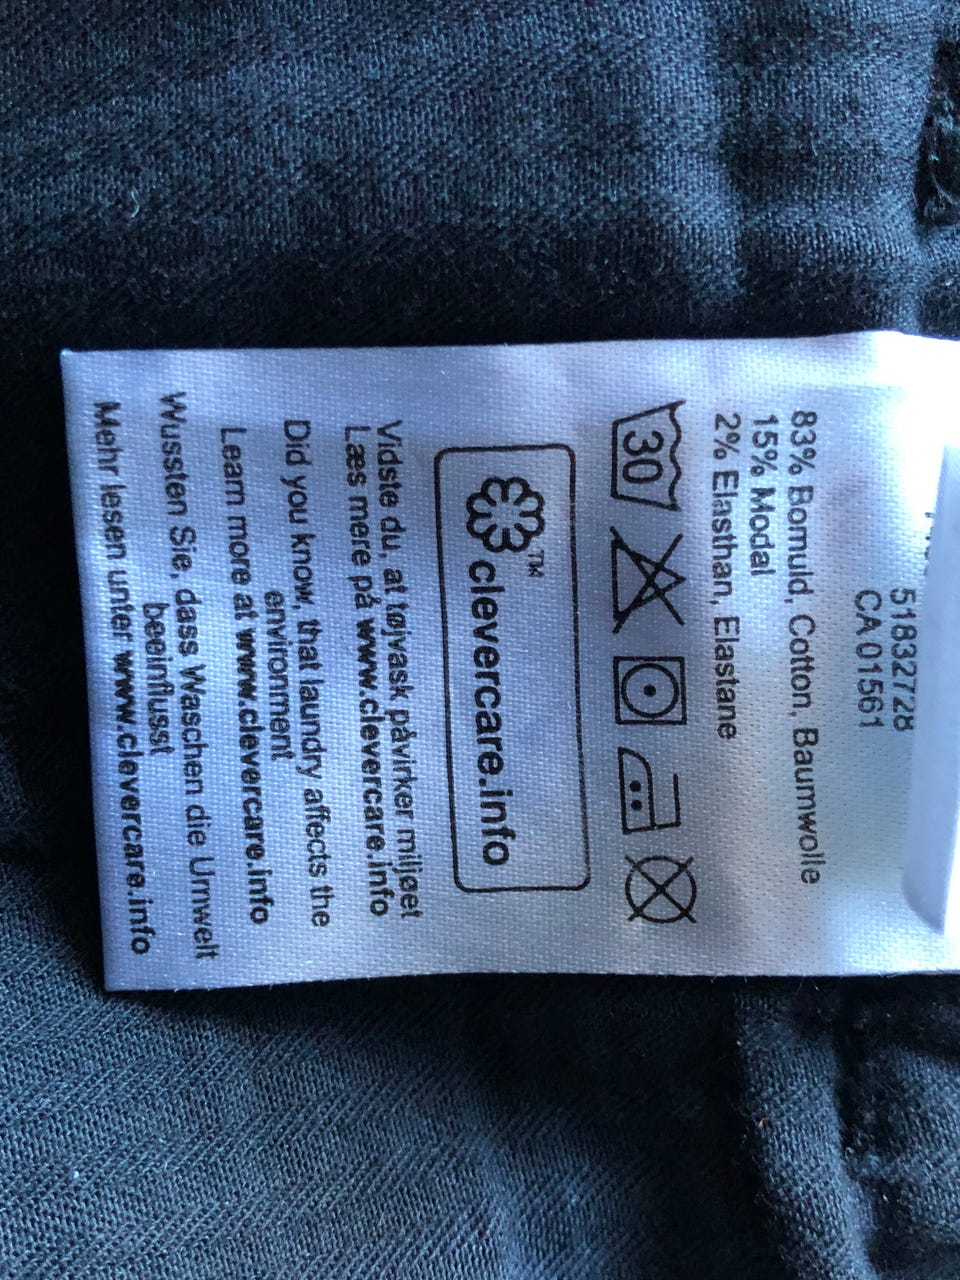 51832728
CA 01561
83% Bomuld, Cotton, Baumwolle
15% Modal
2% Elasthan, Elastane
30
clevercare.info™
Vidste du, at tøjvask påvirker miljøet
Læs mere på www.clevercare.info
Did you know, that laundry affects the
environment
Learn more at www.clevercare.info
Wussten Sie, dass Waschen die Umwelt
beeinflusst
Mehr lesen unter www.clevercare.info